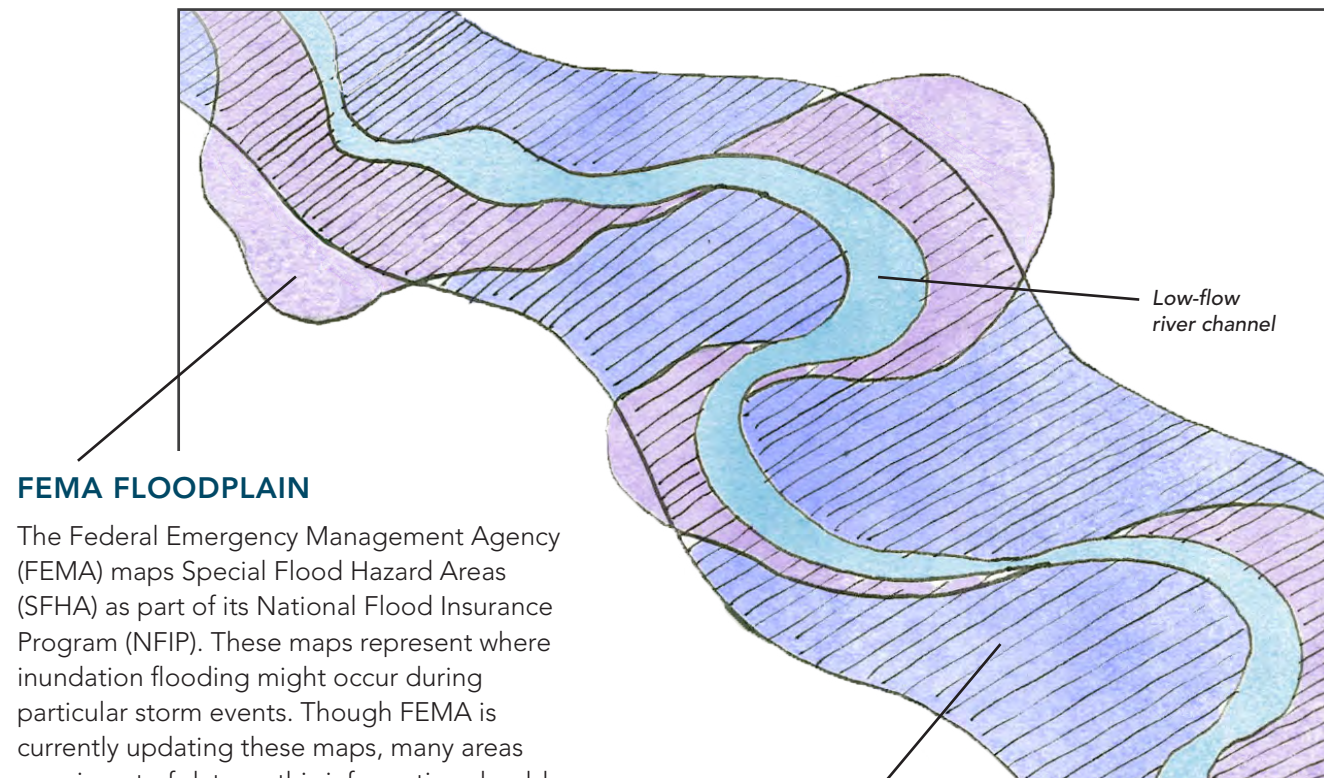 Low-flow
river channel
FEMA FLOODPLAIN
The Federal Emergency Management Agency
(FEMA) maps Special Flood Hazard Areas
(SFHA) as part of its National Flood Insurance
Program (NFIP). These maps represent where
inundation flooding might occur during
particular storm events. Though FEMA is
currently updating these maps, many areas